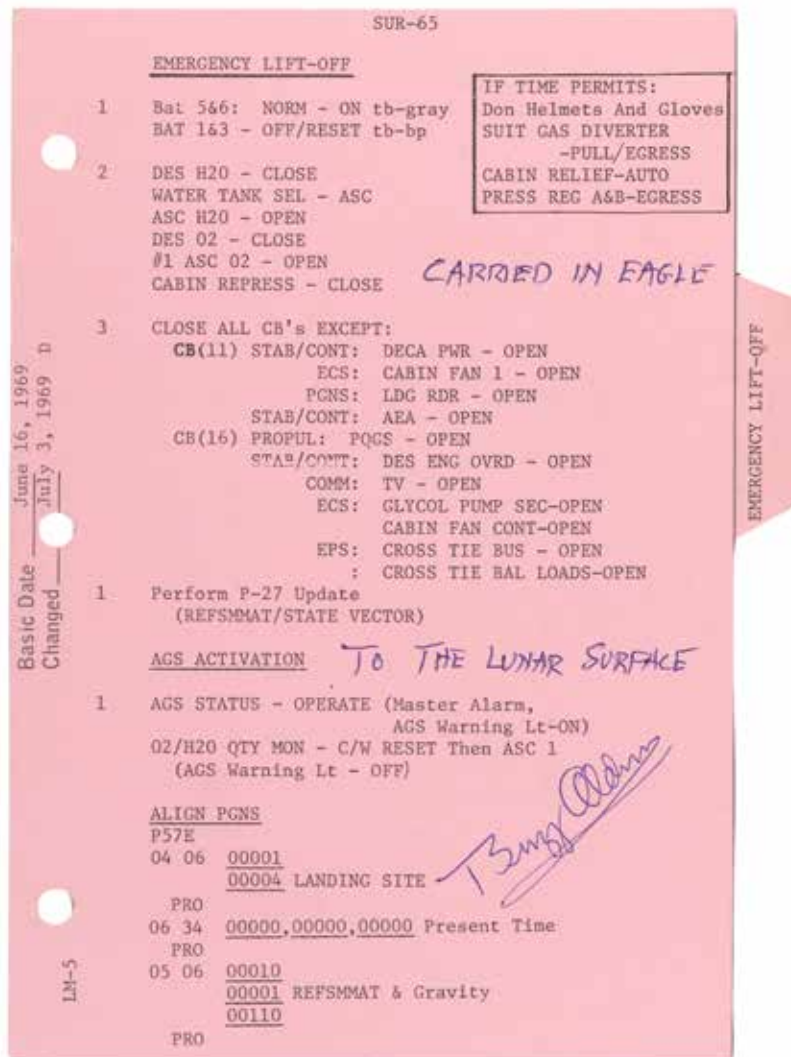 SUR-65
EMERGENCY LIFT-OFF
IF TIME PERMITS:
Don Helmets And Gloves
SUIT GAS DIVERTER
-PULL/EGRESS
CABIN RELIEF-AUTO
PRESS REG A&B-EGRESS
1 Bat 5&6: NORM - ON tb-gray
BAT 1&3 - OFF/RESET tb-bp
2 DES H20 - CLOSE
WATER TANK SEL - ASC
ASC H20 - OPEN
DES 02 - CLOSE
#1 ASC 02 - OPEN
CABIN REPRESS - CLOSE
CARRIED IN EAGLE
3 CLOSE ALL CB's EXCEPT:
CB(11) STAB/CONT: DECA PWR - OPEN
ECS: CABIN FAN 1 - OPEN
PGNS: LDG RDR - OPEN
STAB/CONT: AEA - OPEN
CB(16) PROPUL: PQGS - OPEN
STAB/CONT: DES ENG OVRD - OPEN
COMM: TV - OPEN
ECS: GLYCOL PUMP SEC-OPEN
CABIN FAN CONT-OPEN
EPS: CROSS TIE BUS - OPEN
: CROSS TIE BAL LOADS-OPEN
1 Perform P-27 Update
(REFSMMAT/STATE VECTOR)
AGS ACTIVATION TO THE LUNAR SURFACE
1 AGS STATUS - OPERATE (Master Alarm,
AGS Warning Lt-ON)
02/H20 QTY MON - C/W RESET Then ASC 1
(AGS Warning Lt - OFF)
Buzz Aldrin
ALIGN PGNS
P57E
04 06 00001
00004 LANDING SITE
PRO
06 34 00000,00000,00000 Present Time
PRO
05 06 00010
00001 REFSMMAT & Gravity
00110
PRO
Basic Date June 16, 1969
Changed July 3, 1969 D
LM-5
EMERGENCY LIFT-OFF